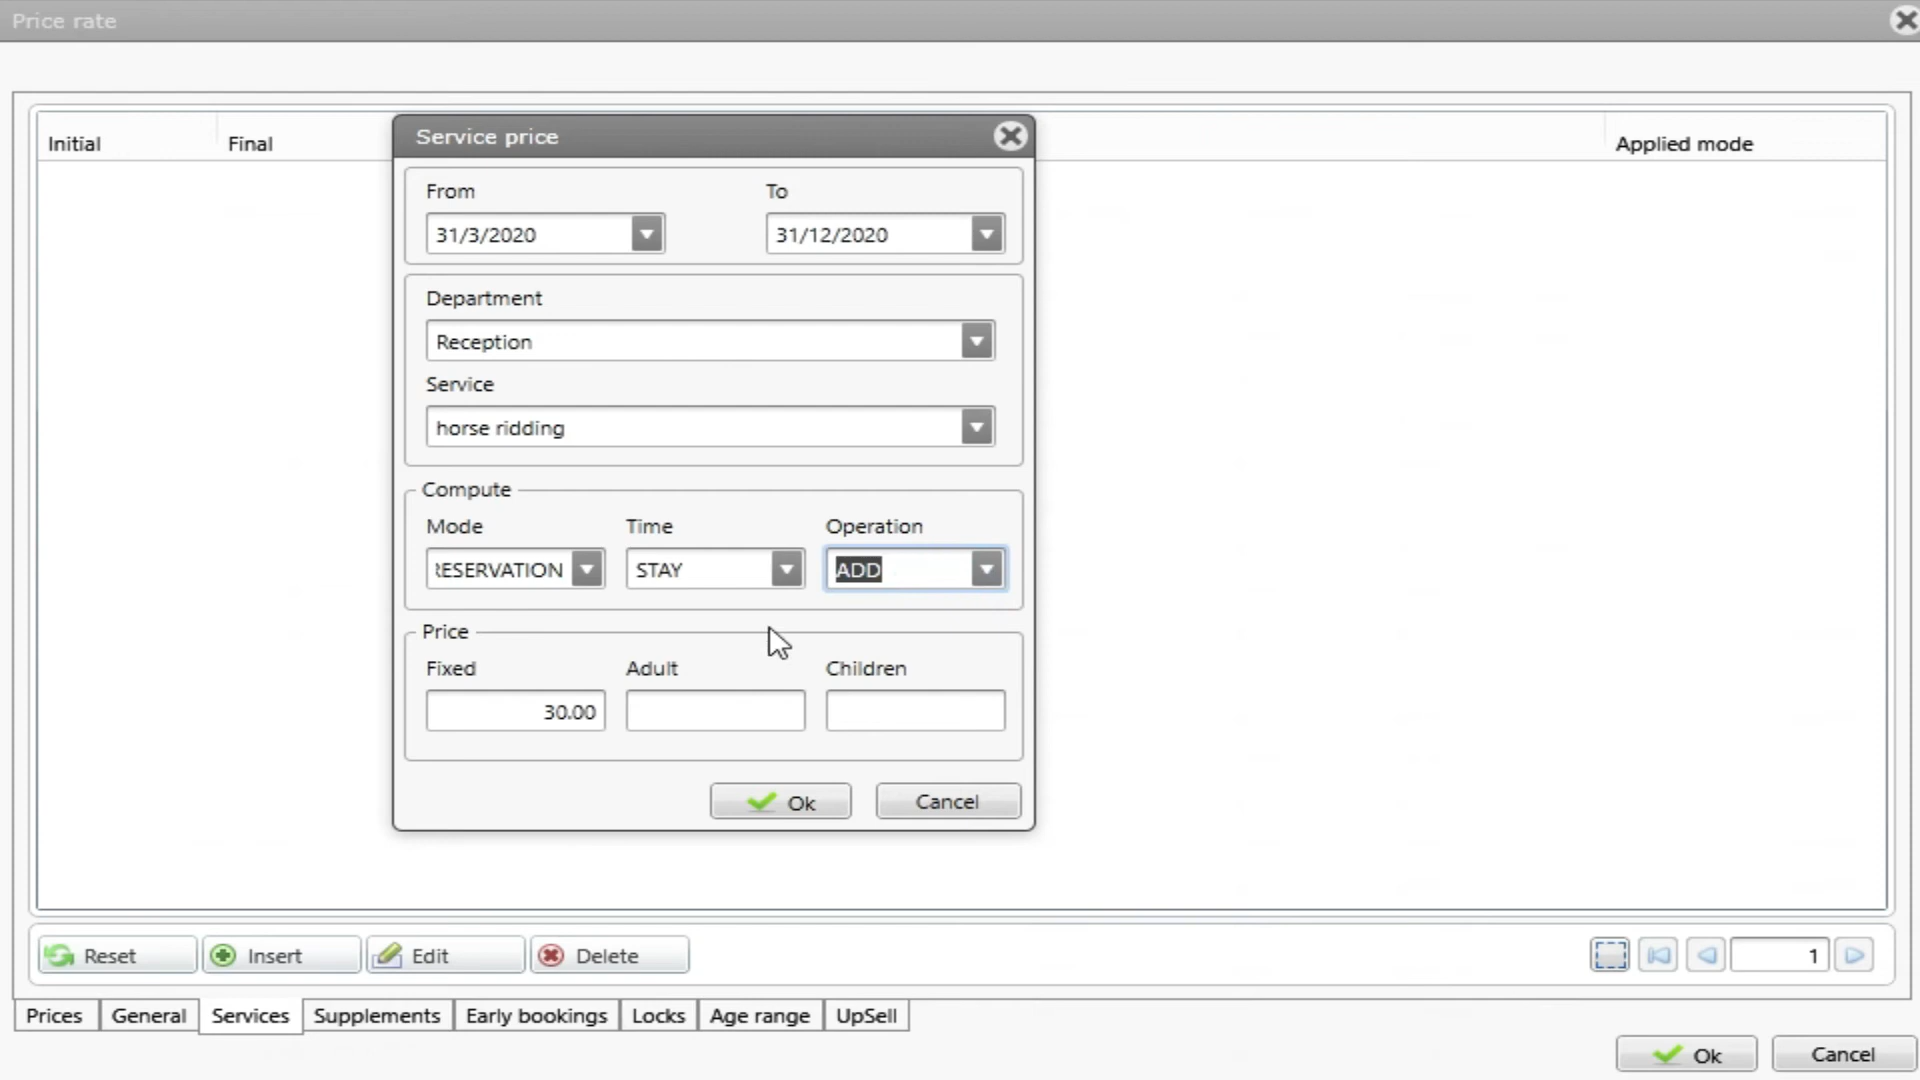 Price rate
Initial
Final
Applied mode
Service price
From
To
31/3/2020
31/12/2020
Department
Reception
Service
horse ridding
Compute
Mode
Time
Operation
RESERVATION
STAY
ADD
Price
Fixed
Adult
Children
30.00
Ok
Cancel
Reset
Insert
Edit
Delete
1
Prices
General
Services
Supplements
Early bookings
Locks
Age range
UpSell
Ok
Cancel